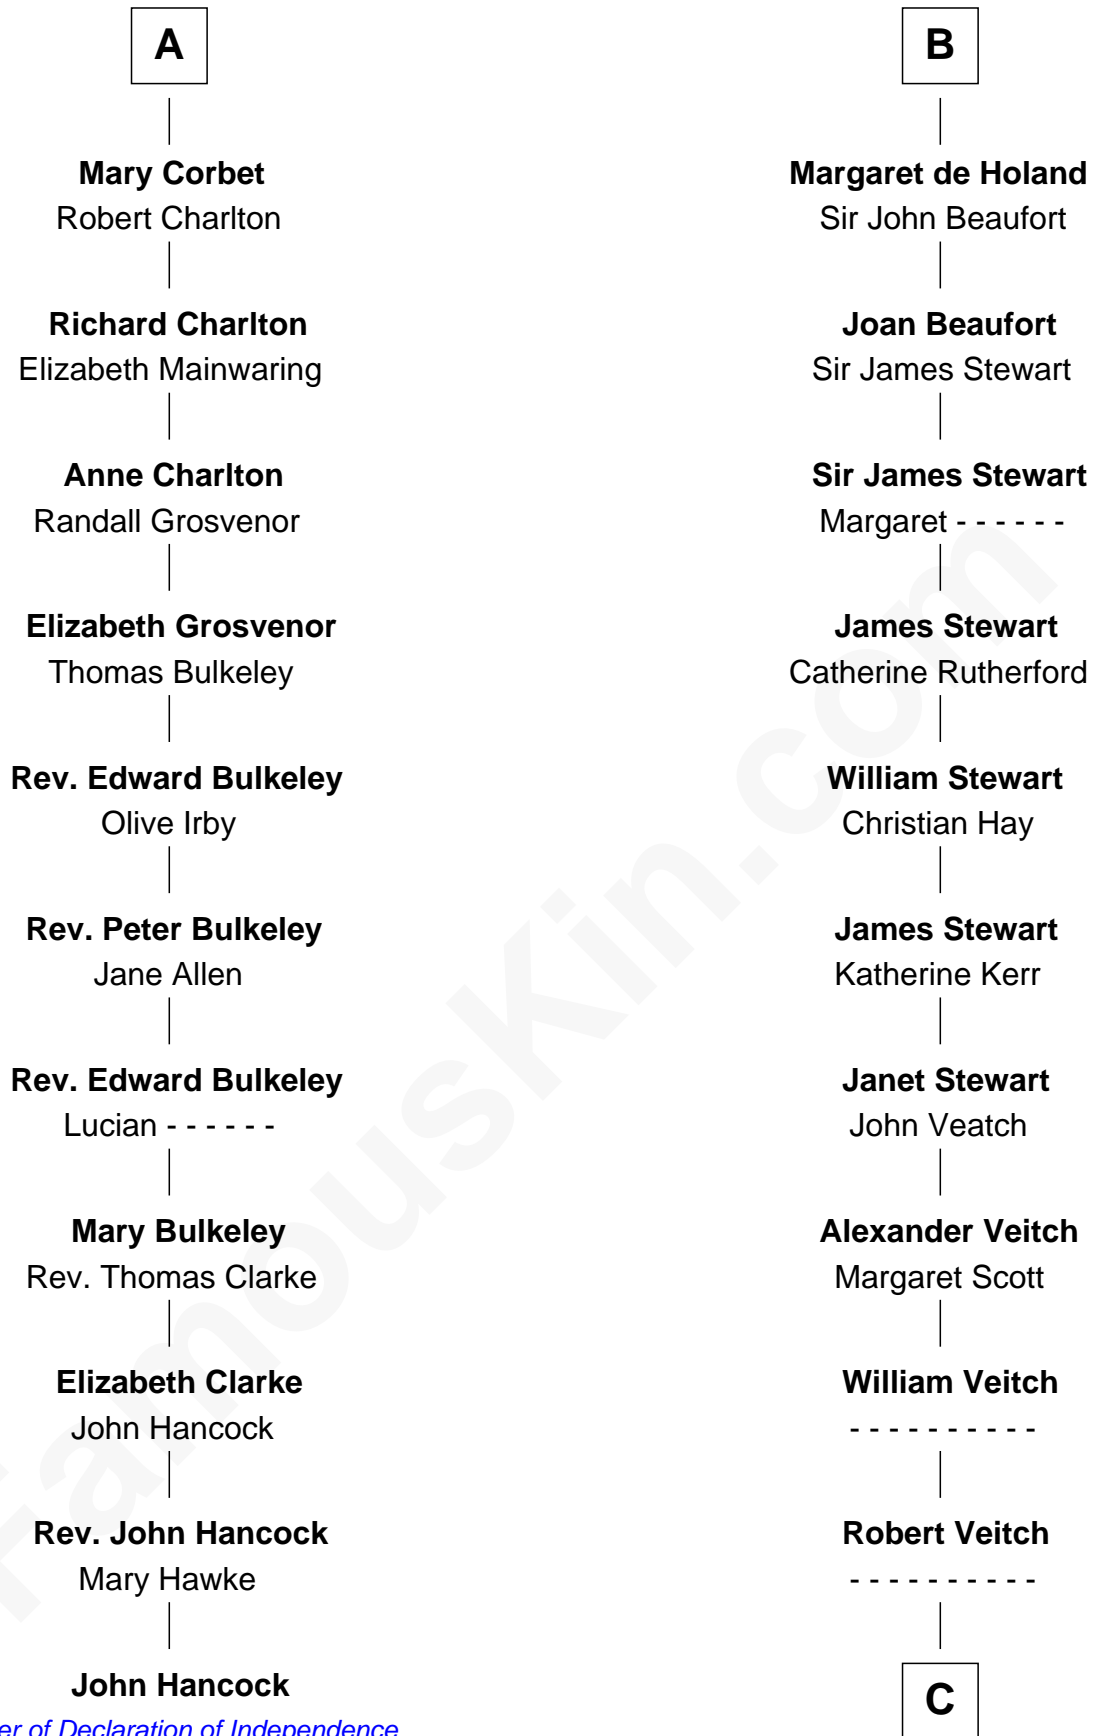 A
Mary Corbet
Robert Charlton
Richard Charlton
Elizabeth Mainwaring
Anne Charlton
Randall Grosvenor
Elizabeth Grosvenor
Thomas Bulkeley
Rev. Edward Bulkeley
Olive Irby
Rev. Peter Bulkeley
Jane Allen
Rev. Edward Bulkeley
Lucian - - - - - -
Mary Bulkeley
Rev. Thomas Clarke
Elizabeth Clarke
John Hancock
Rev. John Hancock
Mary Hawke
John Hancock
er of Declaration of Independence
B
Margaret de Holand
Sir John Beaufort
Joan Beaufort
Sir James Stewart
Sir James Stewart
Margaret - - - - - -
James Stewart
Catherine Rutherford
William Stewart
Christian Hay
James Stewart
Katherine Kerr
Janet Stewart
John Veatch
Alexander Veitch
Margaret Scott
William Veitch
- - - - - - - - - -
Robert Veitch
- - - - - - - - - -
C
FamousKin.com